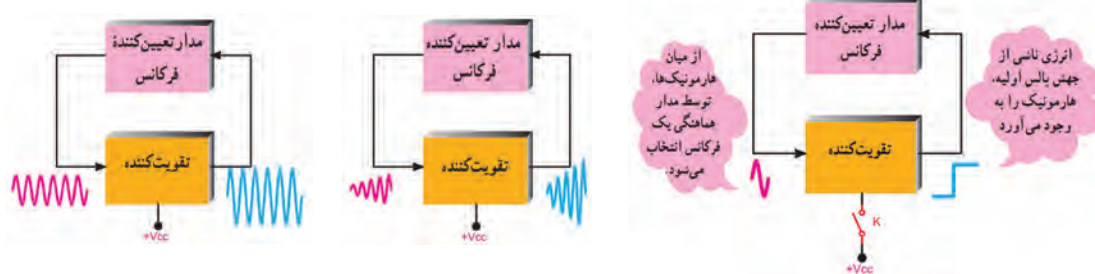 مدار تعیین‌کننده
فرکانس
از میان
هارمونیک‌ها،
توسط مدار
هماهنگی یک
فرکانس انتخاب
می‌شود.
انرژی ناشی از
جهش پالس اولیه،
هارمونیک را به
وجود می‌آورد
تقویت‌کننده
K
+Vcc
مدار تعیین‌کننده
فرکانس
تقویت‌کننده
+Vcc
مدار تعیین‌کنندۀ
فرکانس
تقویت‌کننده
+Vcc